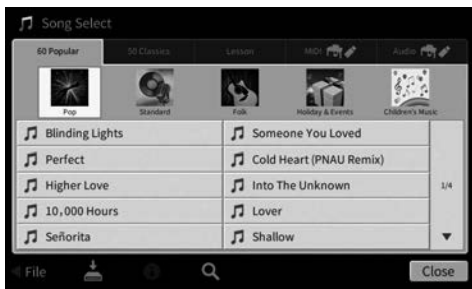 Song Select
60 Popular
50 Classics
Lesson
MIDI
Audio
Pop
Standard
Folk
Holiday & Events
Children's Music
Blinding Lights
Someone You Loved
Perfect
Cold Heart (PNAU Remix)
Higher Love
Into The Unknown
1/4
10,000 Hours
Lover
Señorita
Shallow
File
Close